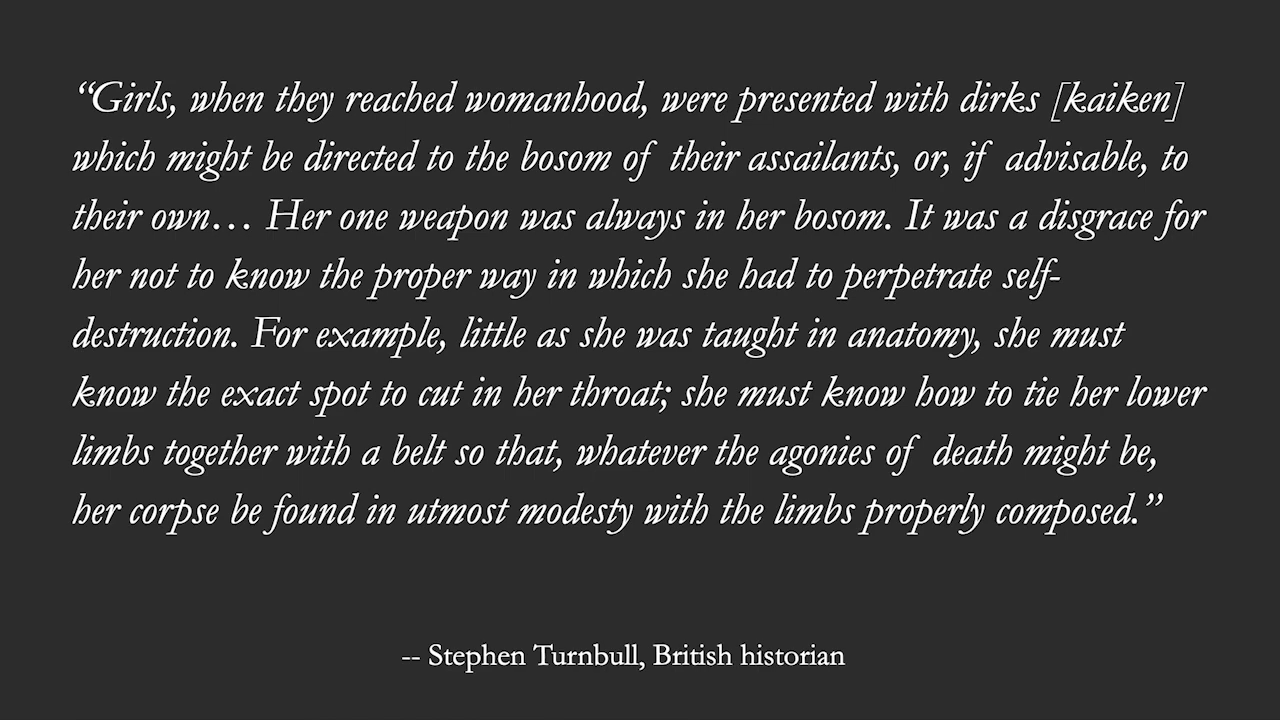 “Girls, when they reached womanhood, were presented with dirks [kaiken]
which might be directed to the bosom of their assailants, or, if advisable, to
their own… Her one weapon was always in her bosom. It was a disgrace for
her not to know the proper way in which she had to perpetrate self-
destruction. For example, little as she was taught in anatomy, she must
know the exact spot to cut in her throat; she must know how to tie her lower
limbs together with a belt so that, whatever the agonies of death might be,
her corpse be found in utmost modesty with the limbs properly composed.”
-- Stephen Turnbull, British historian